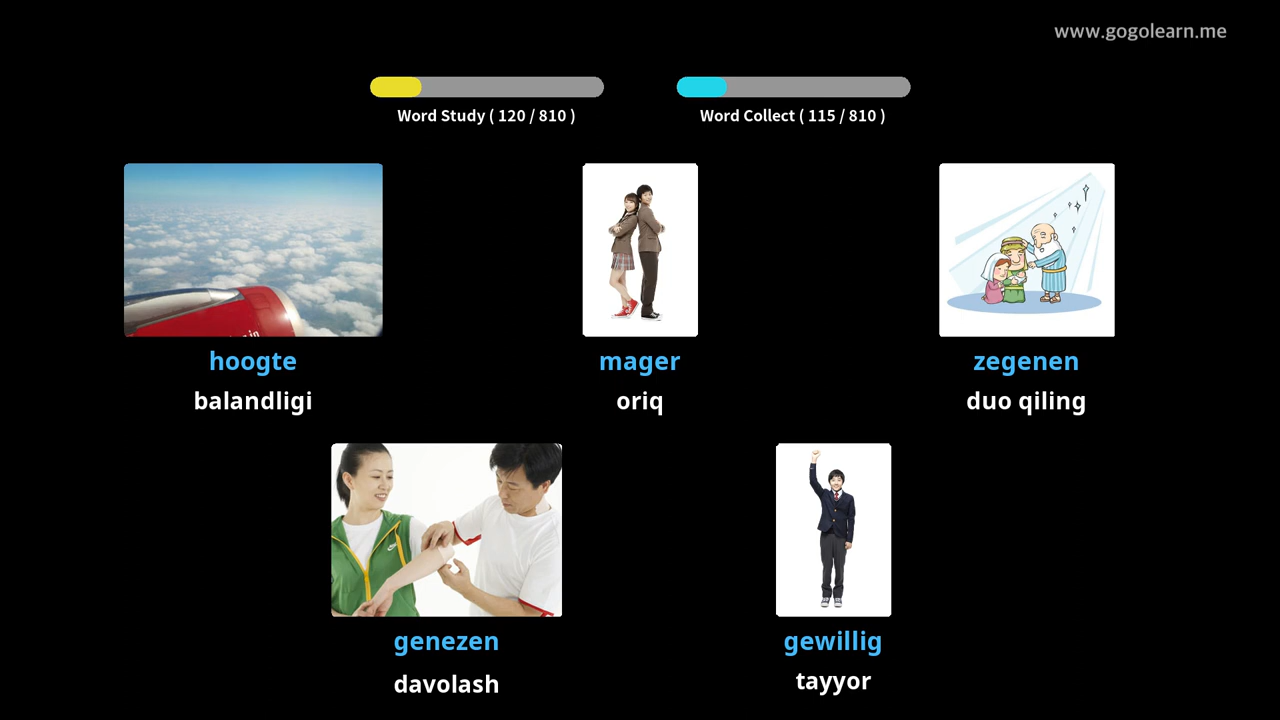 www.gogolearn.me
Word Study ( 120 / 810 )
Word Collect ( 115 / 810 )
hoogte
balandligi
mager
oriq
zegenen
duo qiling
genezen
davolash
gewillig
tayyor